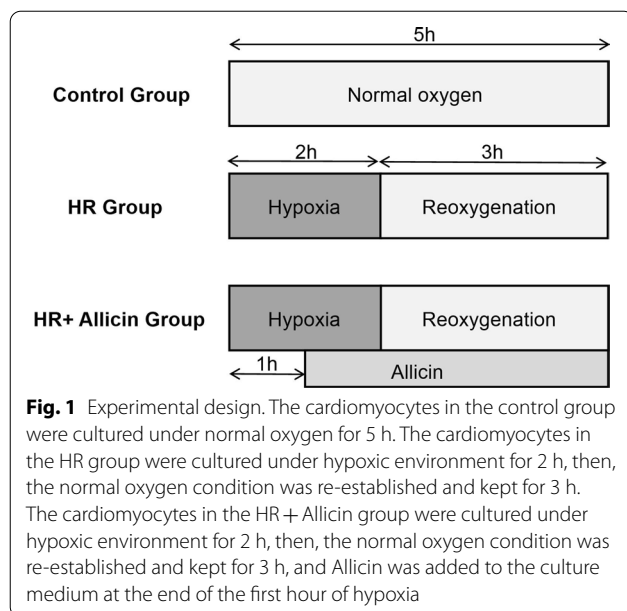 5h
Control Group
Normal oxygen
2h
3h
HR Group
Hypoxia
Reoxygenation
HR+ Allicin Group
Hypoxia
Reoxygenation
1h
Allicin
Fig. 1 Experimental design. The cardiomyocytes in the control group
were cultured under normal oxygen for 5 h. The cardiomyocytes in
the HR group were cultured under hypoxic environment for 2 h, then,
the normal oxygen condition was re-established and kept for 3 h.
The cardiomyocytes in the HR + Allicin group were cultured under
hypoxic environment for 2 h, then, the normal oxygen condition was
re-established and kept for 3 h, and Allicin was added to the culture
medium at the end of the first hour of hypoxia